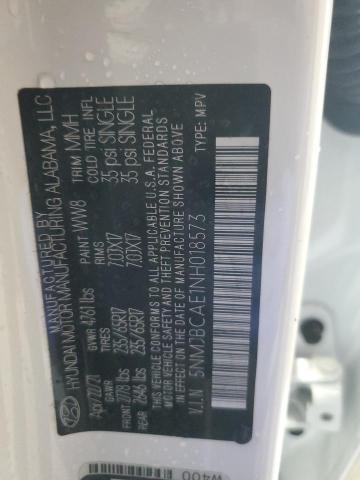 MANUFACTURED BY
HYUNDAI MOTOR MANUFACTURING ALABAMA, LLC
GVWR 4761 lbs PAINT WW8 TRIM MMH
GAWR TIRES RIMS COLD TIRE INFL
FRONT 2778 lbs 235/65R17 7.0JX17 35 psi SINGLE
REAR 2646 lbs 235/65R17 7.0JX17 35 psi SINGLE
THIS VEHICLE CONFORMS TO ALL APPLICABLE U.S.A. FEDERAL
MOTOR VEHICLE SAFETY, BUMPER, AND
THEFT PREVENTION STANDARDS IN EFFECT
ON THE DATE OF MANUFACTURE SHOWN ABOVE
V.I.N : 5NMJBCAE1NH018573 TYPE: MPV
W400